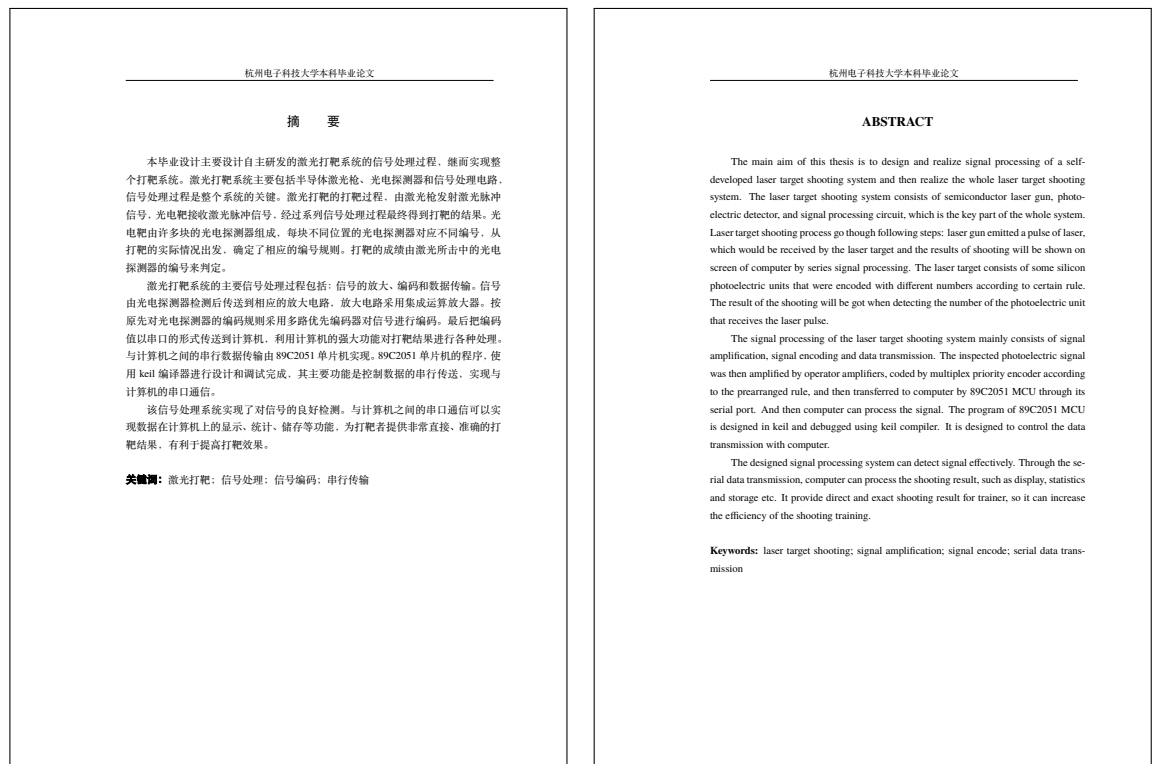 杭州电子科技大学本科毕业论文
摘 要
本毕业设计主要设计自主研发的激光打靶系统的信号处理过程，继而实现整
个打靶系统。激光打靶系统主要包括半导体激光枪、光电探测器和信号处理电路，
信号处理过程是整个系统的关键。激光打靶的打靶过程，由激光枪发射激光脉冲
信号，光电靶接收激光脉冲信号，经过系列信号处理过程最终得到打靶的结果。光
电靶由许多块的光电探测器组成，每块不同位置的光电探测器对应不同编号，从
打靶的实际情况出发，确定了相应的编号规则。打靶的成绩由激光所击中的光电
探测器的编号来判定。
激光打靶系统的主要信号处理过程包括：信号的放大、编码和数据传输。信号
由光电探测器检测后传送到相应的放大电路，放大电路采用集成运算放大器。按
原先对光电探测器的编码规则采用多路优先编码器对信号进行编码。最后把编码
值以串口的形式传送到计算机，利用计算机的强大功能对打靶结果进行各种处理。
与计算机之间的串行数据传输由 89C2051 单片机实现。89C2051 单片机的程序，使
用 keil 编译器进行设计和调试完成，其主要功能是控制数据的串行传送，实现与
计算机的串口通信。
该信号处理系统实现了对信号的良好检测。与计算机之间的串口通信可以实
现数据在计算机上的显示、统计、储存等功能，为打靶者提供非常直接、准确的打
靶结果，有利于提高打靶效果。
关键词：激光打靶；信号处理；信号编码；串行传输
杭州电子科技大学本科毕业论文
ABSTRACT
The main aim of this thesis is to design and realize signal processing of a self-
developed laser target shooting system and then realize the whole laser target shooting
system. The laser target shooting system consists of semiconductor laser gun, photo-
electric detector, and signal processing circuit, which is the key part of the whole system.
Laser target shooting process go though following steps: laser gun emitted a pulse of laser,
which would be received by the laser target and the results of shooting will be shown on
screen of computer by series signal processing. The laser target consists of some silicon
photoelectric units that were encoded with different numbers according to certain rule.
The result of the shooting will be got when detecting the number of the photoelectric unit
that receives the laser pulse.
The signal processing of the laser target shooting system mainly consists of signal
amplification, signal encoding and data transmission. The inspected photoelectric signal
was then amplified by operator amplifiers, coded by multiplex priority encoder according
to the prearranged rule, and then transferred to computer by 89C2051 MCU through its
serial port. And then computer can process the signal. The program of 89C2051 MCU
is designed in keil and debugged using keil compiler. It is designed to control the data
transmission with computer.
The designed signal processing system can detect signal effectively. Through the se-
rial data transmission, computer can process the shooting result, such as display, statistics
and storage etc. It provide direct and exact shooting result for trainer, so it can increase
the efficiency of the shooting training.
Keywords: laser target shooting; signal amplification; signal encode; serial data trans-
mission